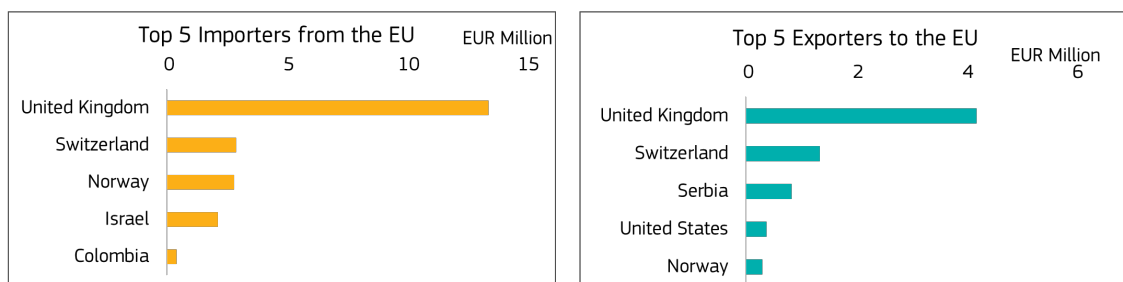 Top 5 Importers from the EU
EUR Million
0 5 10 15
United Kingdom
Switzerland
Norway
Israel
Colombia
Top 5 Exporters to the EU
EUR Million
0 2 4 6
United Kingdom
Switzerland
Serbia
United States
Norway